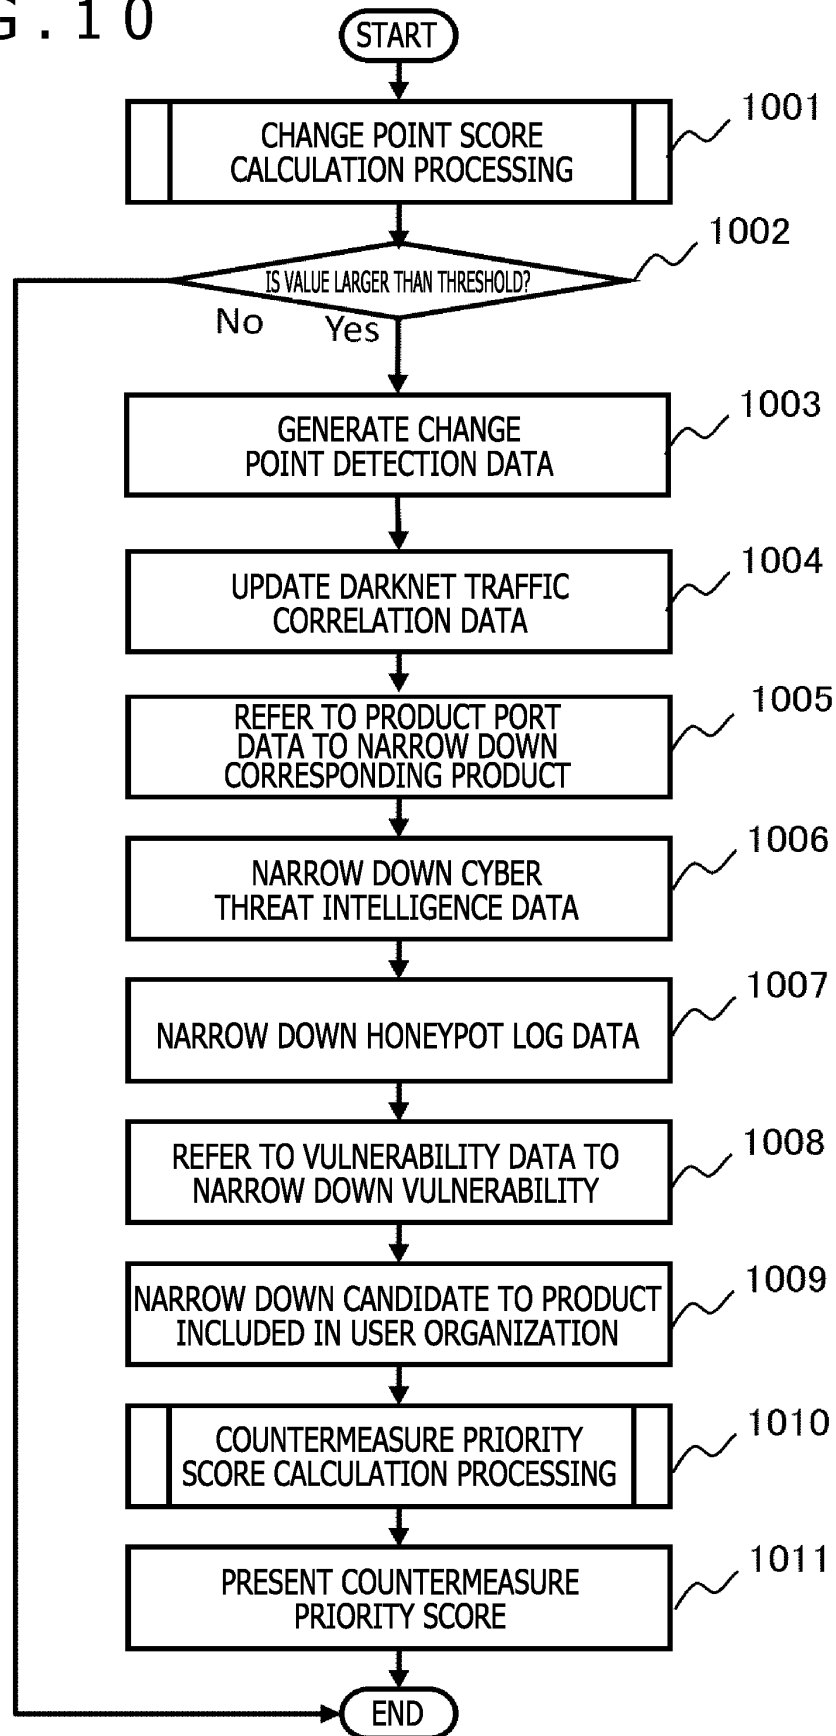 G.10
START
CHANGE POINT SCORE
CALCULATION PROCESSING
1001
IS VALUE LARGER THAN THRESHOLD?
1002
No
Yes
GENERATE CHANGE
POINT DETECTION DATA
1003
UPDATE DARKNET TRAFFIC
CORRELATION DATA
1004
REFER TO PRODUCT PORT
DATA TO NARROW DOWN
CORRESPONDING PRODUCT
1005
NARROW DOWN CYBER
THREAT INTELLIGENCE DATA
1006
NARROW DOWN HONEYPOT LOG DATA
1007
REFER TO VULNERABILITY DATA TO
NARROW DOWN VULNERABILITY
1008
NARROW DOWN CANDIDATE TO PRODUCT
INCLUDED IN USER ORGANIZATION
1009
COUNTERMEASURE PRIORITY
SCORE CALCULATION PROCESSING
1010
PRESENT COUNTERMEASURE
PRIORITY SCORE
1011
END